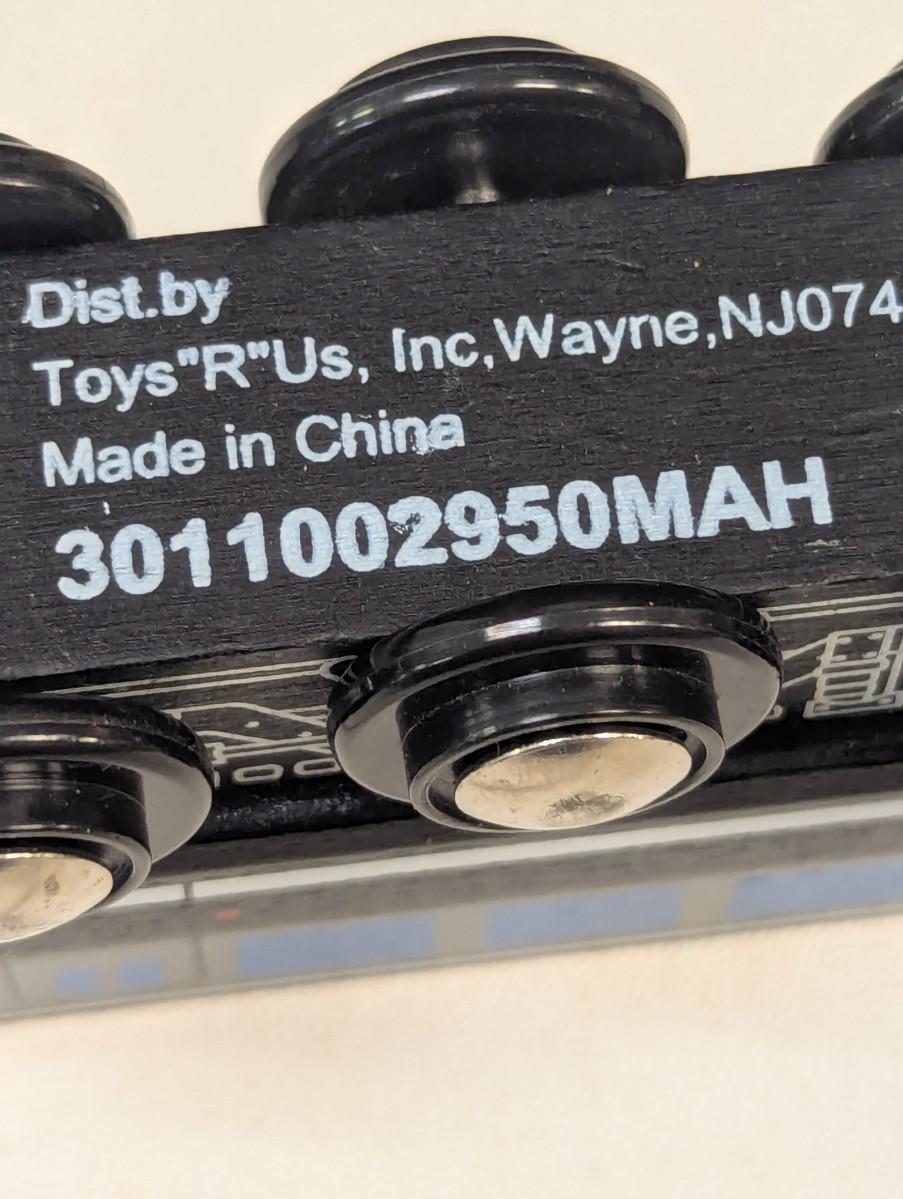 Dist.by
Toys"R"Us, Inc,Wayne,NJ074
Made in China
3011002950MAH